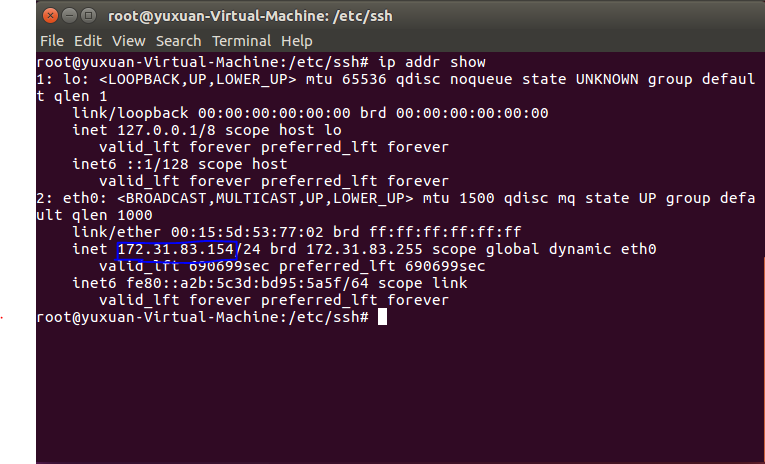 root@yuxuan-Virtual-Machine: /etc/ssh
File Edit View Search Terminal Help
root@yuxuan-Virtual-Machine:/etc/ssh# ip addr show
1: lo: <LOOPBACK,UP,LOWER_UP> mtu 65536 qdisc noqueue state UNKNOWN group defaul
t qlen 1
    link/loopback 00:00:00:00:00:00 brd 00:00:00:00:00:00
    inet 127.0.0.1/8 scope host lo
       valid_lft forever preferred_lft forever
    inet6 ::1/128 scope host
       valid_lft forever preferred_lft forever
2: eth0: <BROADCAST,MULTICAST,UP,LOWER_UP> mtu 1500 qdisc mq state UP group defa
ult qlen 1000
    link/ether 00:15:5d:53:77:02 brd ff:ff:ff:ff:ff:ff
    inet 172.31.83.154/24 brd 172.31.83.255 scope global dynamic eth0
       valid_lft 690699sec preferred_lft 690699sec
    inet6 fe80::a2b:5c3d:bd95:5a5f/64 scope link
       valid_lft forever preferred_lft forever
root@yuxuan-Virtual-Machine:/etc/ssh#